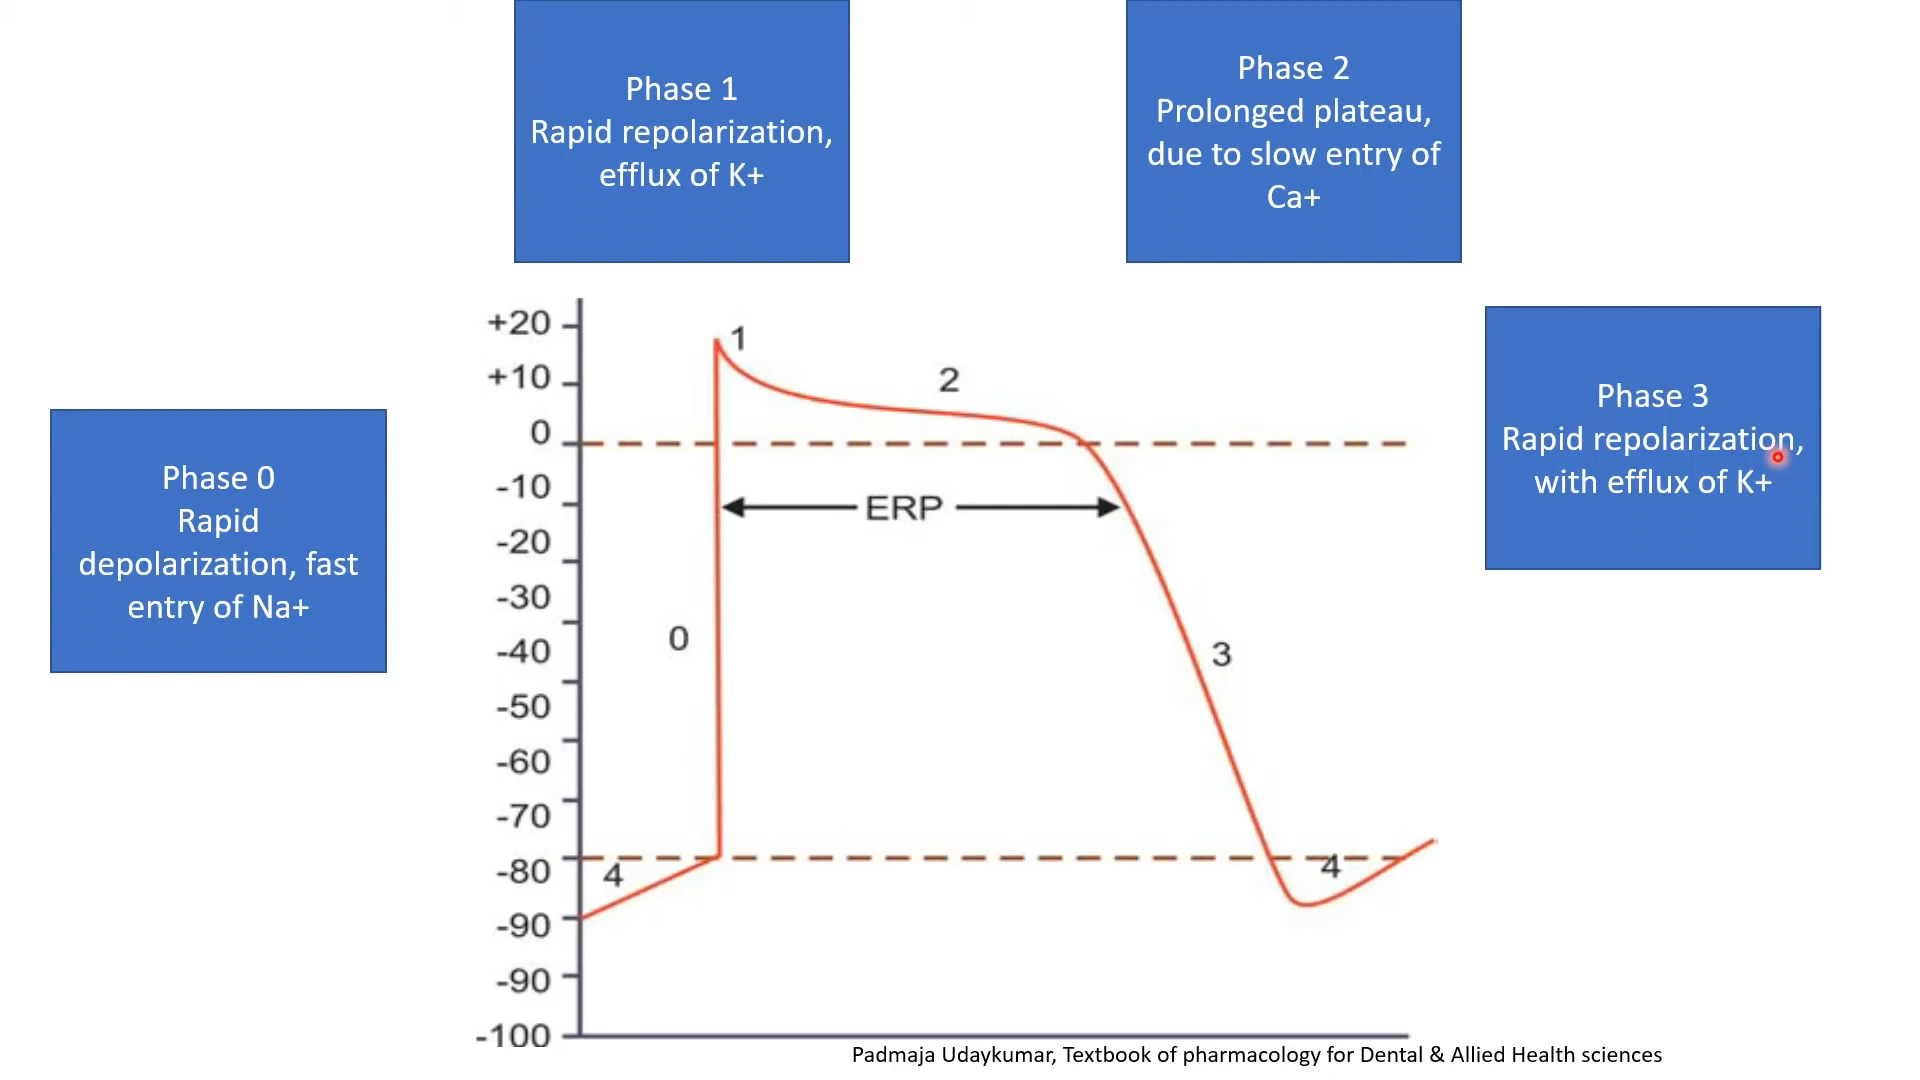 Phase 1
Rapid repolarization,
efflux of K+
Phase 2
Prolonged plateau,
due to slow entry of
Ca+
Phase 3
Rapid repolarization,
with efflux of K+
Phase 0
Rapid
depolarization, fast
entry of Na+
+20
+10
0
-10
-20
-30
-40
-50
-60
-70
-80
-90
-90
-100
1
2
ERP
0
3
4
4
Padmaja Udaykumar, Textbook of pharmacology for Dental & Allied Health sciences